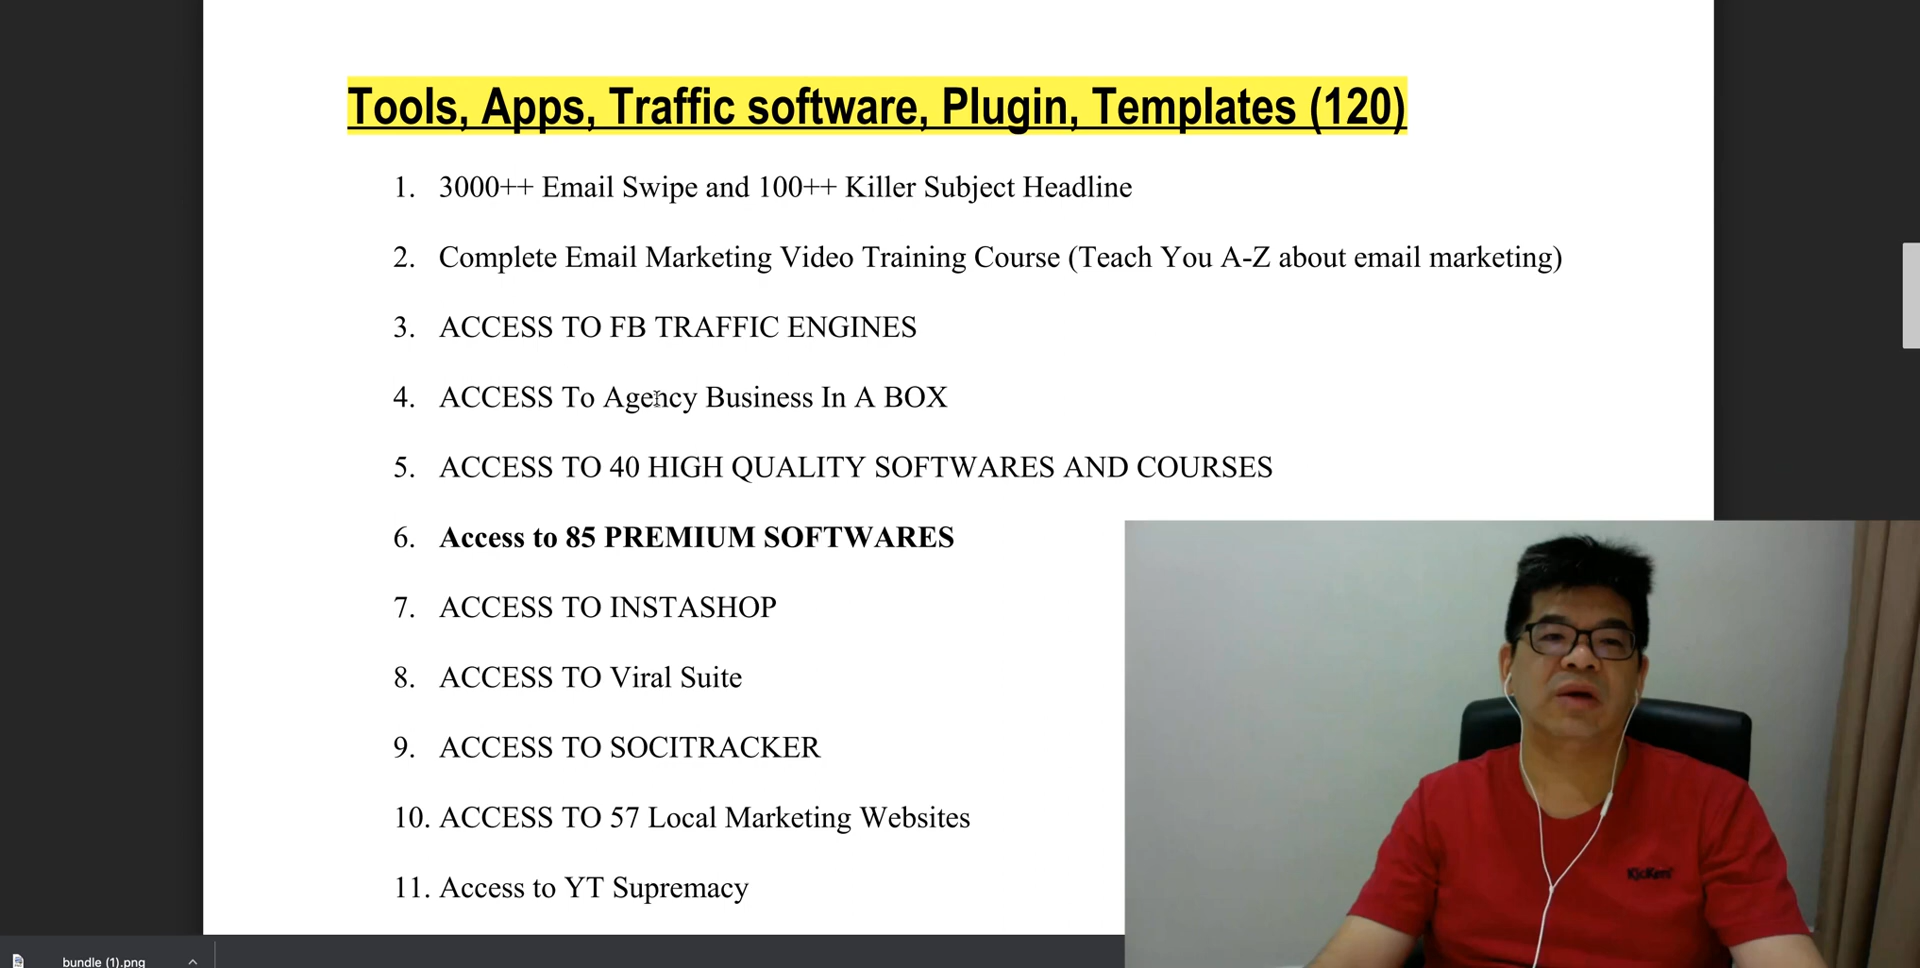 Tools, Apps, Traffic software, Plugin, Templates (120)
1. 3000++ Email Swipe and 100++ Killer Subject Headline
2. Complete Email Marketing Video Training Course (Teach You A-Z about email marketing)
3. ACCESS TO FB TRAFFIC ENGINES
4. ACCESS To Agency Business In A BOX
5. ACCESS TO 40 HIGH QUALITY SOFTWARES AND COURSES
6. Access to 85 PREMIUM SOFTWARES
7. ACCESS TO INSTASHOP
8. ACCESS TO Viral Suite
9. ACCESS TO SOCITRACKER
10. ACCESS TO 57 Local Marketing Websites
11. Access to YT Supremacy
KicKers
bundle (1).png